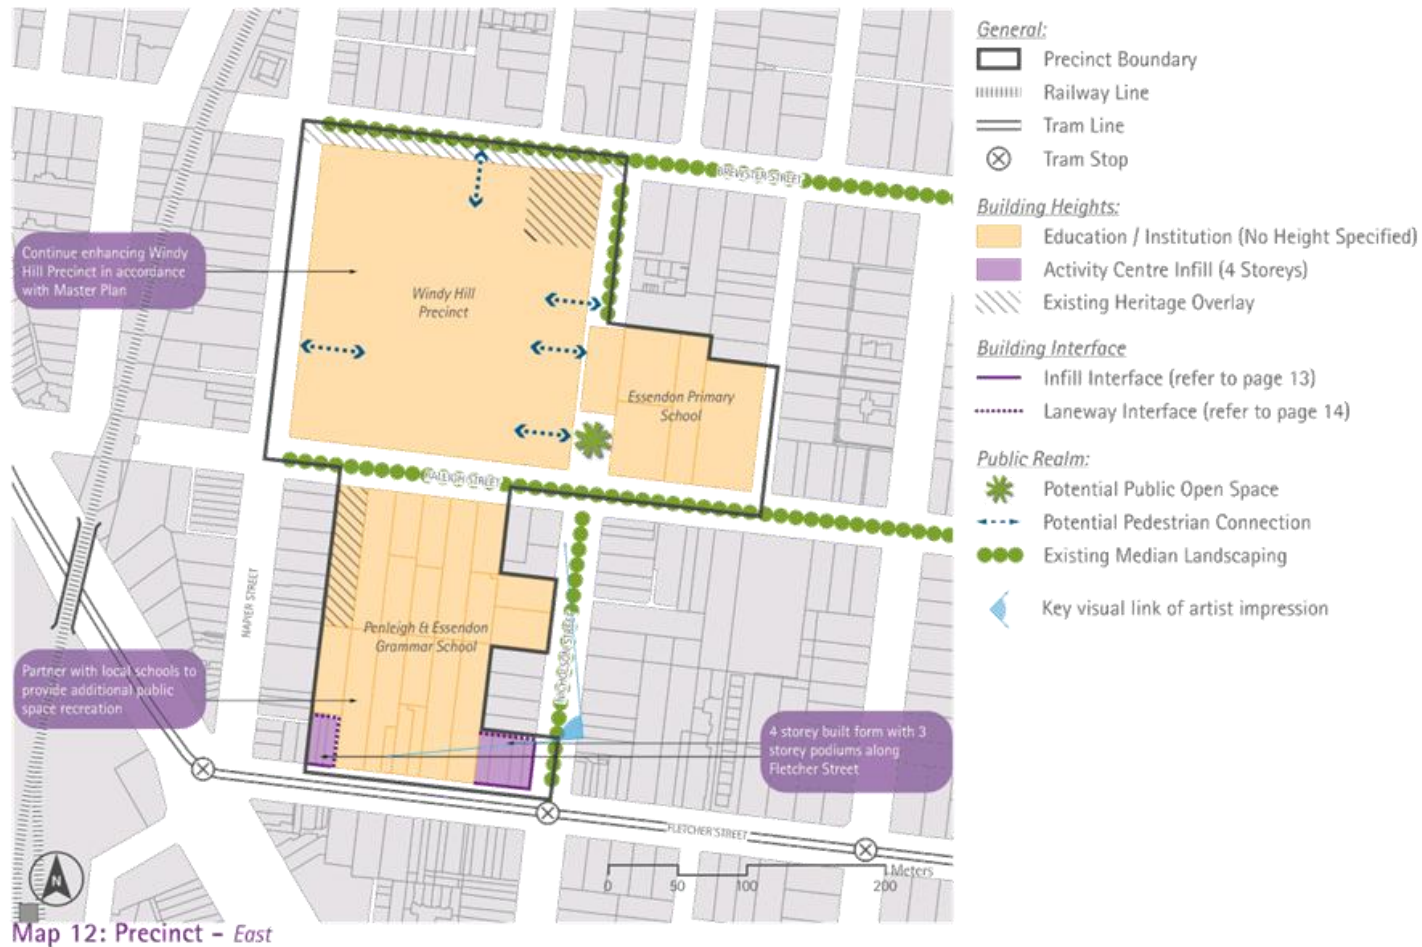 General:
Precinct Boundary
Railway Line
Tram Line
Tram Stop
Building Heights:
Education / Institution (No Height Specified)
Activity Centre Infill (4 Storeys)
Existing Heritage Overlay
Building Interface
Infill Interface (refer to page 13)
Laneway Interface (refer to page 14)
Public Realm:
Potential Public Open Space
Potential Pedestrian Connection
Existing Median Landscaping
Key visual link of artist impression
BREWSTER STREET
Continue enhancing Windy
Hill Precinct in accordance
with Master Plan
Windy Hill
Precinct
Essendon Primary
School
RALEIGH STREET
NAPIER STREET
NICHOLSON STREET
Penleigh & Essendon
Grammar School
Partner with local schools to
provide additional public
space recreation
4 storey built form with 3
storey podiums along
Fletcher Street
FLETCHER STREET
Meters
0 50 100 200
N
Map 12: Precinct - East